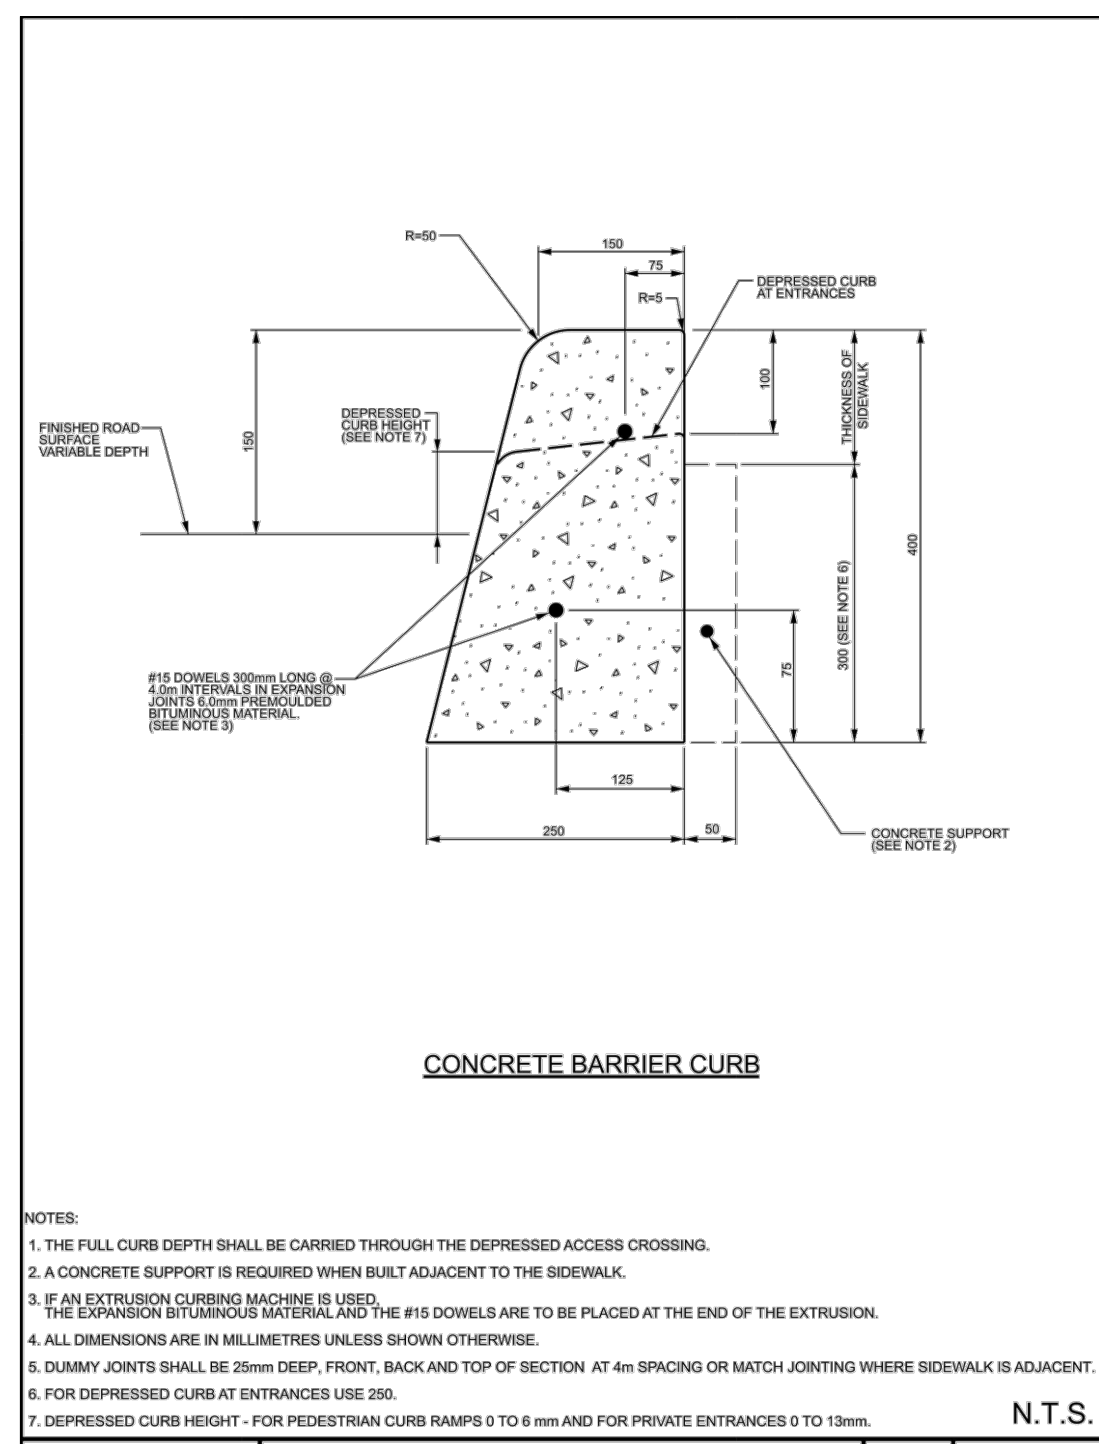 R=50
150
75
R=5
DEPRESSED CURB
AT ENTRANCES
100
THICKNESS OF
SIDEWALK
DEPRESSED
CURB HEIGHT
(SEE NOTE 7)
FINISHED ROAD
SURFACE
VARIABLE DEPTH
150
400
300 (SEE NOTE 6)
75
#15 DOWELS 300mm LONG @
4.0m INTERVALS IN EXPANSION
JOINTS 6.0mm PREMOULDED
BITUMINOUS MATERIAL.
(SEE NOTE 3)
125
250
50
CONCRETE SUPPORT
(SEE NOTE 2)
CONCRETE BARRIER CURB
NOTES:
1. THE FULL CURB DEPTH SHALL BE CARRIED THROUGH THE DEPRESSED ACCESS CROSSING.
2. A CONCRETE SUPPORT IS REQUIRED WHEN BUILT ADJACENT TO THE SIDEWALK.
3. IF AN EXTRUSION CURBING MACHINE IS USED,
THE EXPANSION BITUMINOUS MATERIAL AND THE #15 DOWELS ARE TO BE PLACED AT THE END OF THE EXTRUSION.
4. ALL DIMENSIONS ARE IN MILLIMETRES UNLESS SHOWN OTHERWISE.
5. DUMMY JOINTS SHALL BE 25mm DEEP, FRONT, BACK AND TOP OF SECTION AT 4m SPACING OR MATCH JOINTING WHERE SIDEWALK IS ADJACENT.
6. FOR DEPRESSED CURB AT ENTRANCES USE 250.
7. DEPRESSED CURB HEIGHT - FOR PEDESTRIAN CURB RAMPS 0 TO 6 mm AND FOR PRIVATE ENTRANCES 0 TO 13mm.
N.T.S.